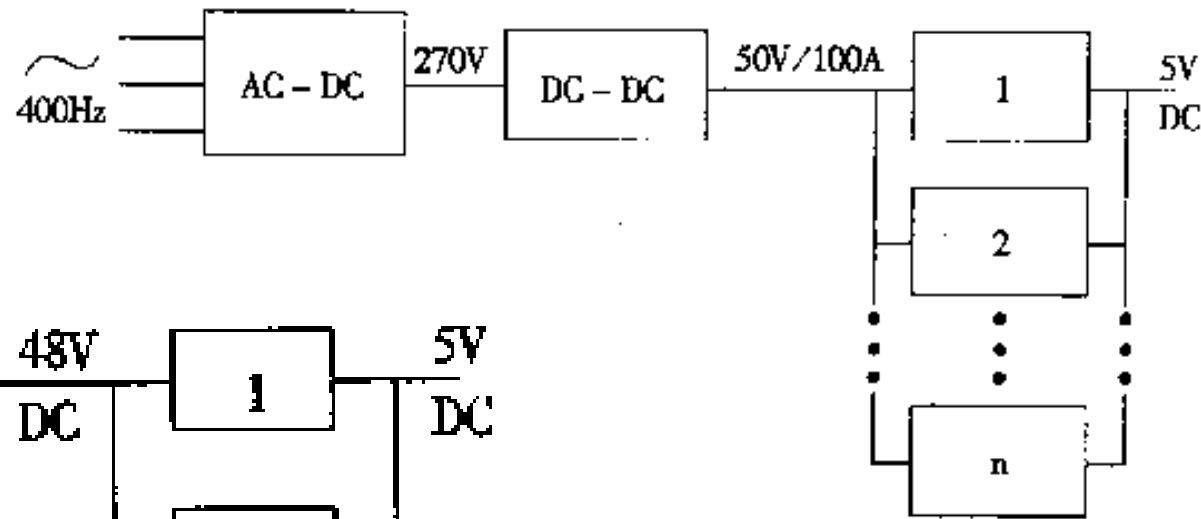 400Hz
AC – DC
270V
DC – DC
50V/100A
1
5V
DC
2
n
48V
DC
1
5V
DC